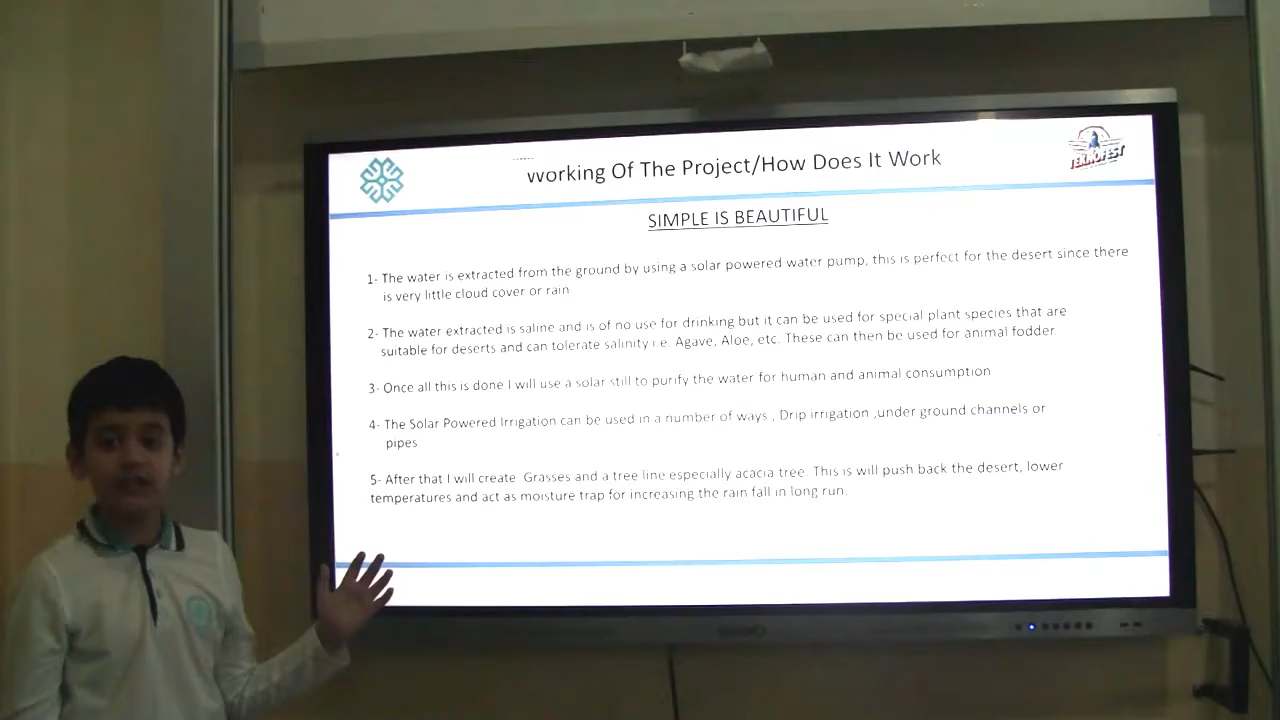 Working Of The Project/How Does It Work
TEKNOFEST
SIMPLE IS BEAUTIFUL
1- The water is extracted from the ground by using a solar powered water pump, this is perfect for the desert since there
is very little cloud cover or rain
2- The water extracted is saline and is of no use for drinking but it can be used for special plant species that are
suitable for deserts and can tolerate salinity i.e. Agave, Aloe, etc. These can then be used for animal fodder.
3- Once all this is done I will use a solar still to purify the water for human and animal consumption
4- The Solar Powered Irrigation can be used in a number of ways , Drip irrigation ,under ground channels or
pipes
5- After that I will create Grasses and a tree line especially acacia tree. This is will push back the desert, lower
temperatures and act as moisture trap for increasing the rain fall in long run.